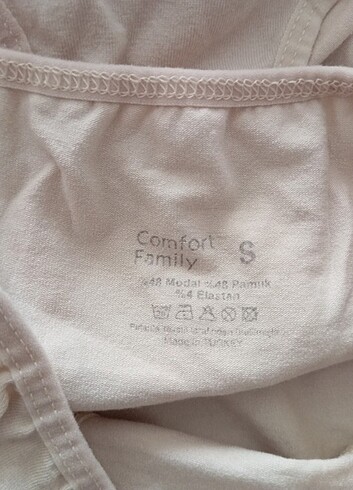 Comfort S
Family
%48 Modal %48 Pamuk
%4 Elastan
Made in TURKEY